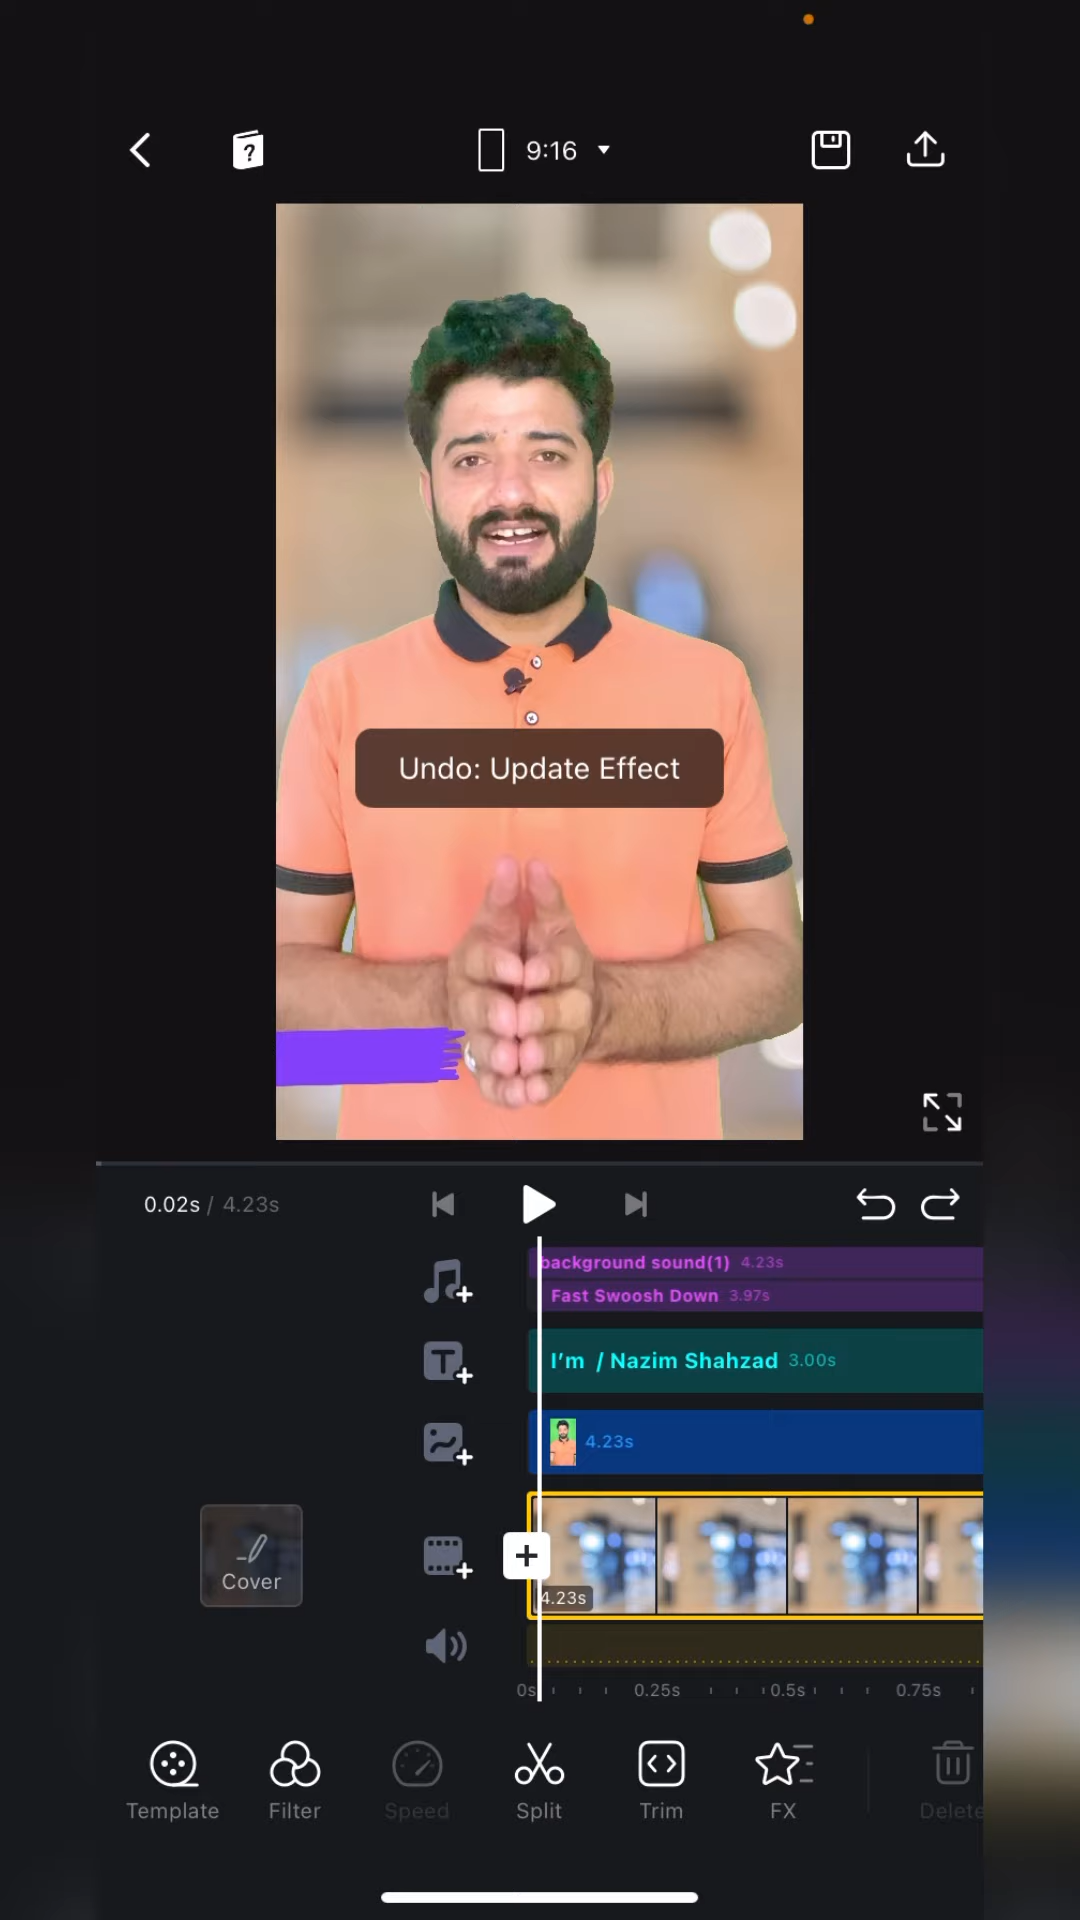 9:16
Undo: Update Effect
0.02s / 4.23s
background sound(1) 4.23s
Fast Swoosh Down 3.97s
I'm / Nazim Shahzad 3.00s
4.23s
Cover
4.23s
0s 0.25s 0.5s 0.75s
Template Filter Speed Split Trim FX Delete